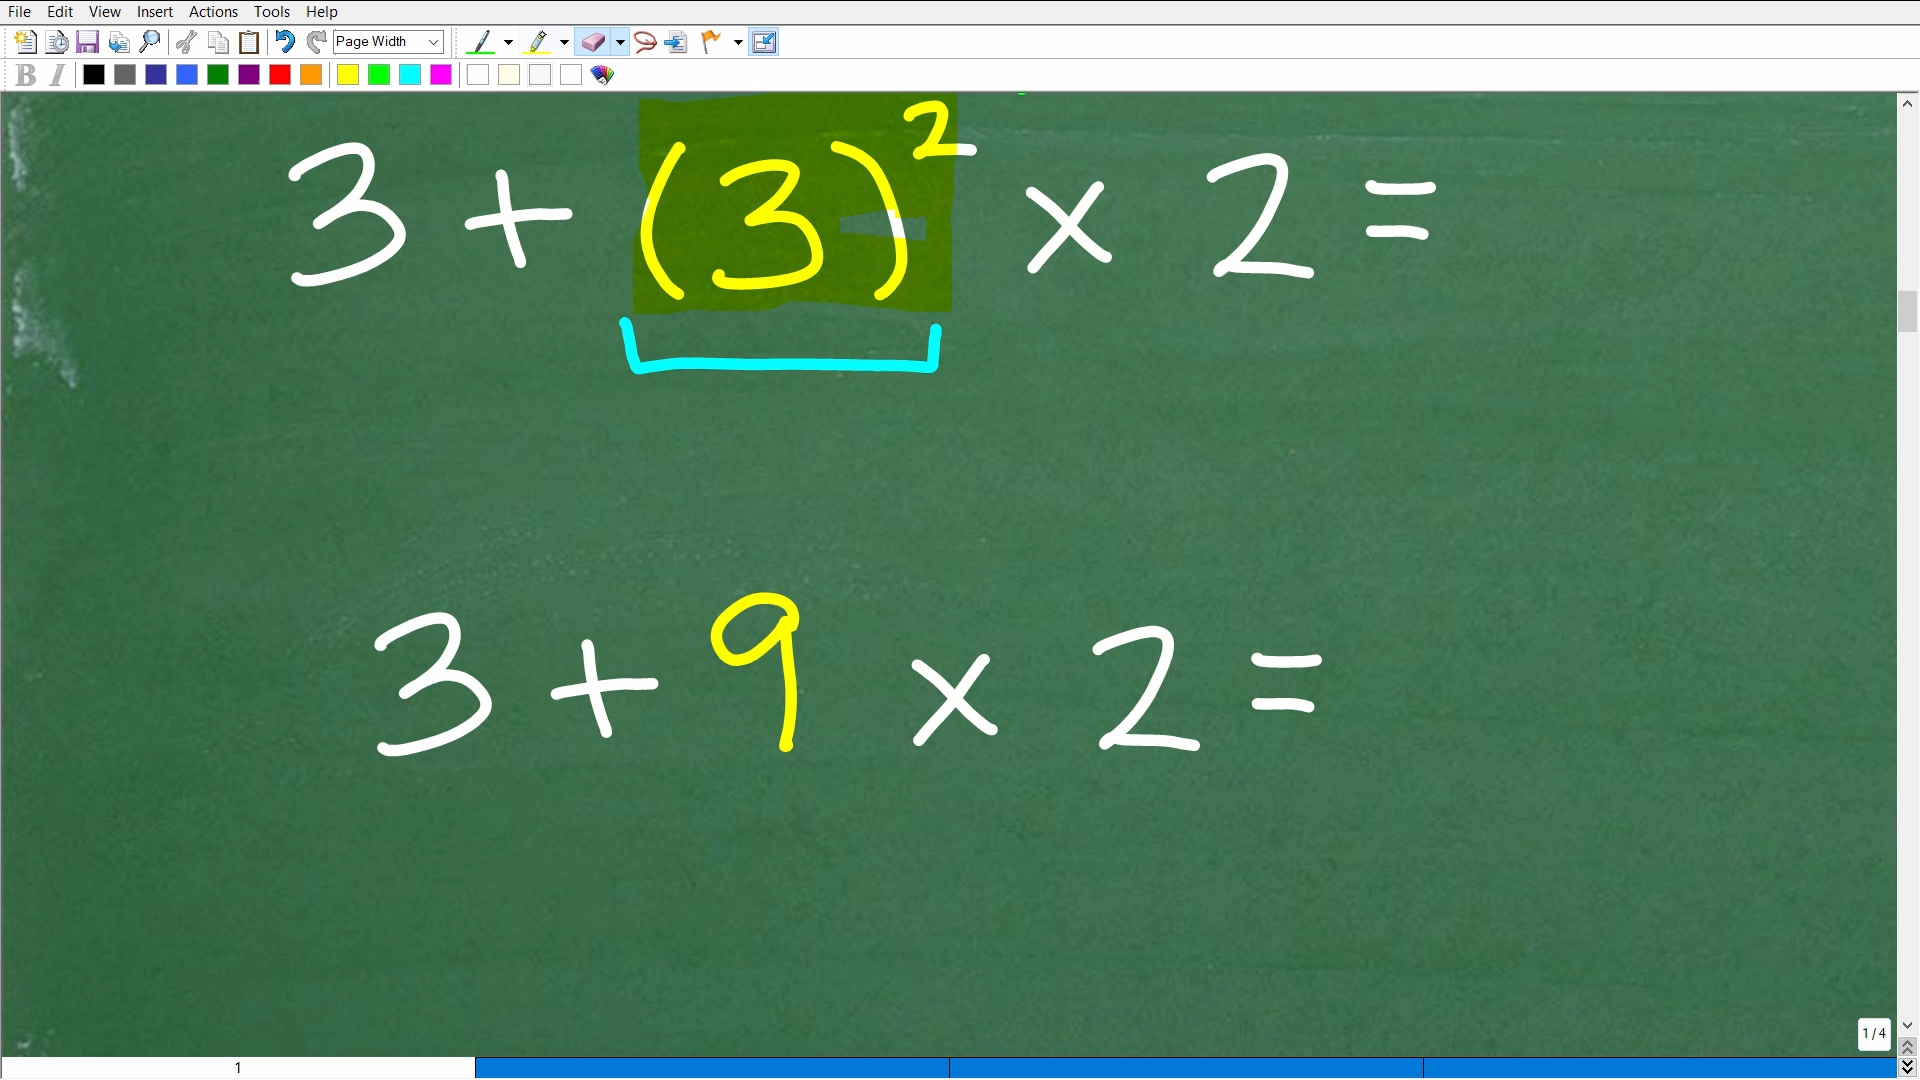 File Edit View Insert Actions Tools Help
Page Width
B I
3 + (3)² x 2 =
3 + 9 x 2 =
1 / 4
1